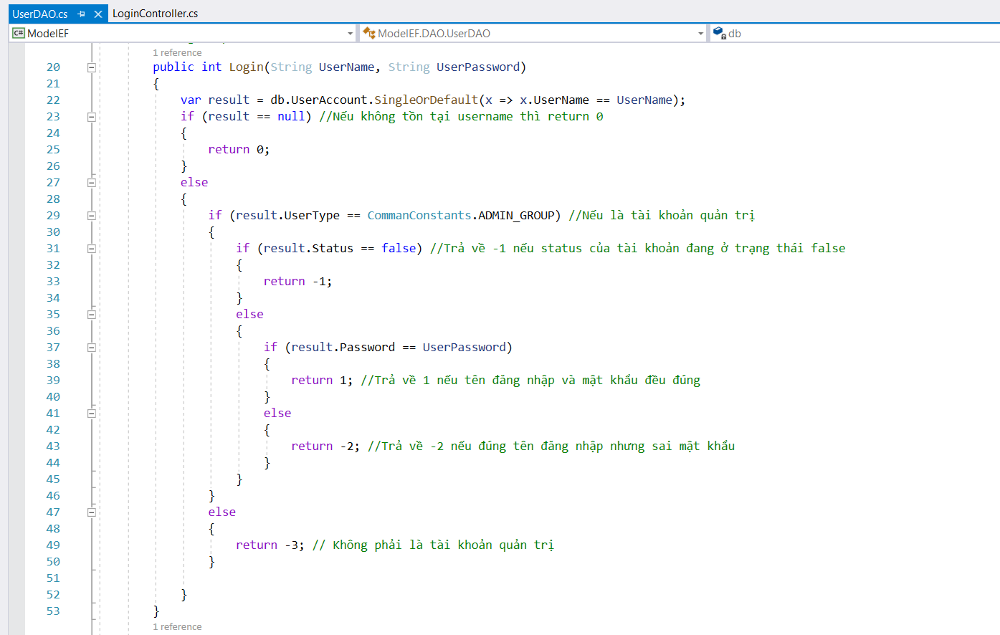 UserDAO.cs LoginController.cs
ModelEF ModelEF.DAO.UserDAO db
1 reference
20 public int Login(String UserName, String UserPassword)
21 {
22 var result = db.UserAccount.SingleOrDefault(x => x.UserName == UserName);
23 if (result == null) //Nếu không tồn tại username thì return 0
24 {
25 return 0;
26 }
27 else
28 {
29 if (result.UserType == CommanConstants.ADMIN_GROUP) //Nếu là tài khoản quản trị
30 {
31 if (result.Status == false) //Trả về -1 nếu status của tài khoản đang ở trạng thái false
32 {
33 return -1;
34 }
35 else
36 {
37 if (result.Password == UserPassword)
38 {
39 return 1; //Trả về 1 nếu tên đăng nhập và mật khẩu đều đúng
40 }
41 else
42 {
43 return -2; //Trả về -2 nếu đúng tên đăng nhập nhưng sai mật khẩu
44 }
45 }
46 }
47 else
48 {
49 return -3; // Không phải là tài khoản quản trị
50 }
51
52 }
53 }
1 reference